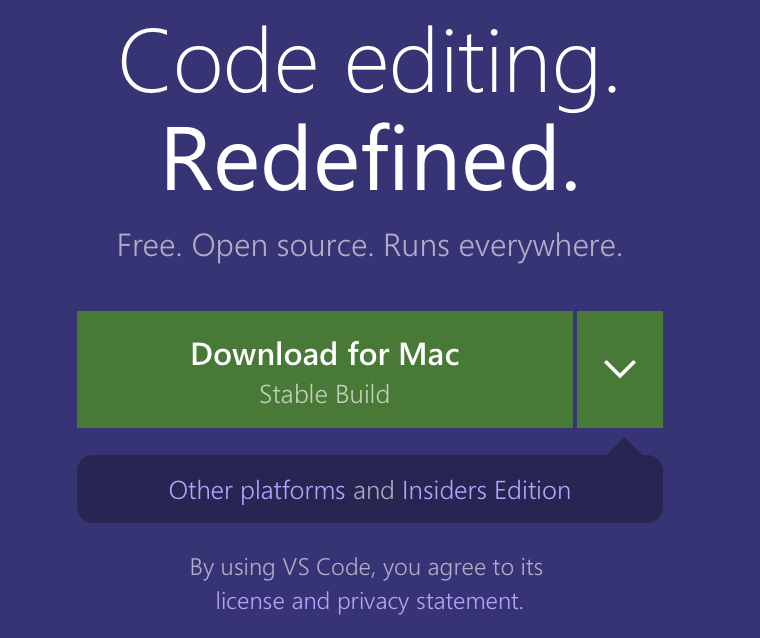 Code editing.
Redefined.
Free. Open source. Runs everywhere.
Download for Mac
Stable Build
Other platforms and Insiders Edition
By using VS Code, you agree to its
license and privacy statement.